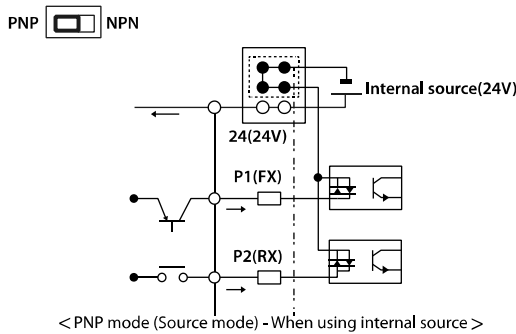 PNP NPN
Internal source(24V)
24(24V)
P1(FX)
P2(RX)
< PNP mode (Source mode) - When using internal source >